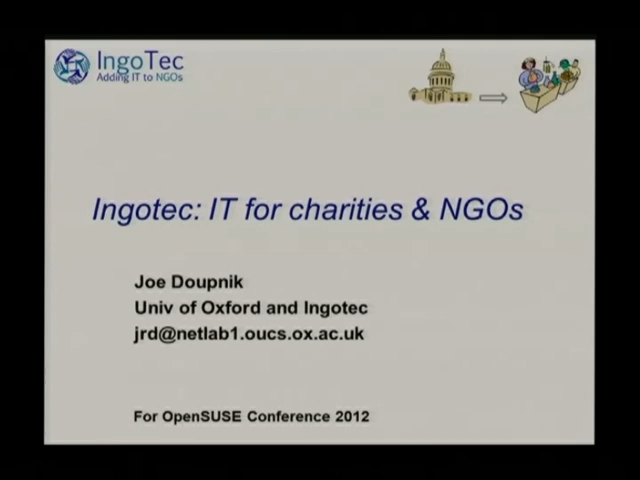 IngoTec
Adding IT to NGOs
Ingotec: IT for charities & NGOs
Joe Doupnik
Univ of Oxford and Ingotec
jrd@netlab1.oucs.ox.ac.uk
For OpenSUSE Conference 2012